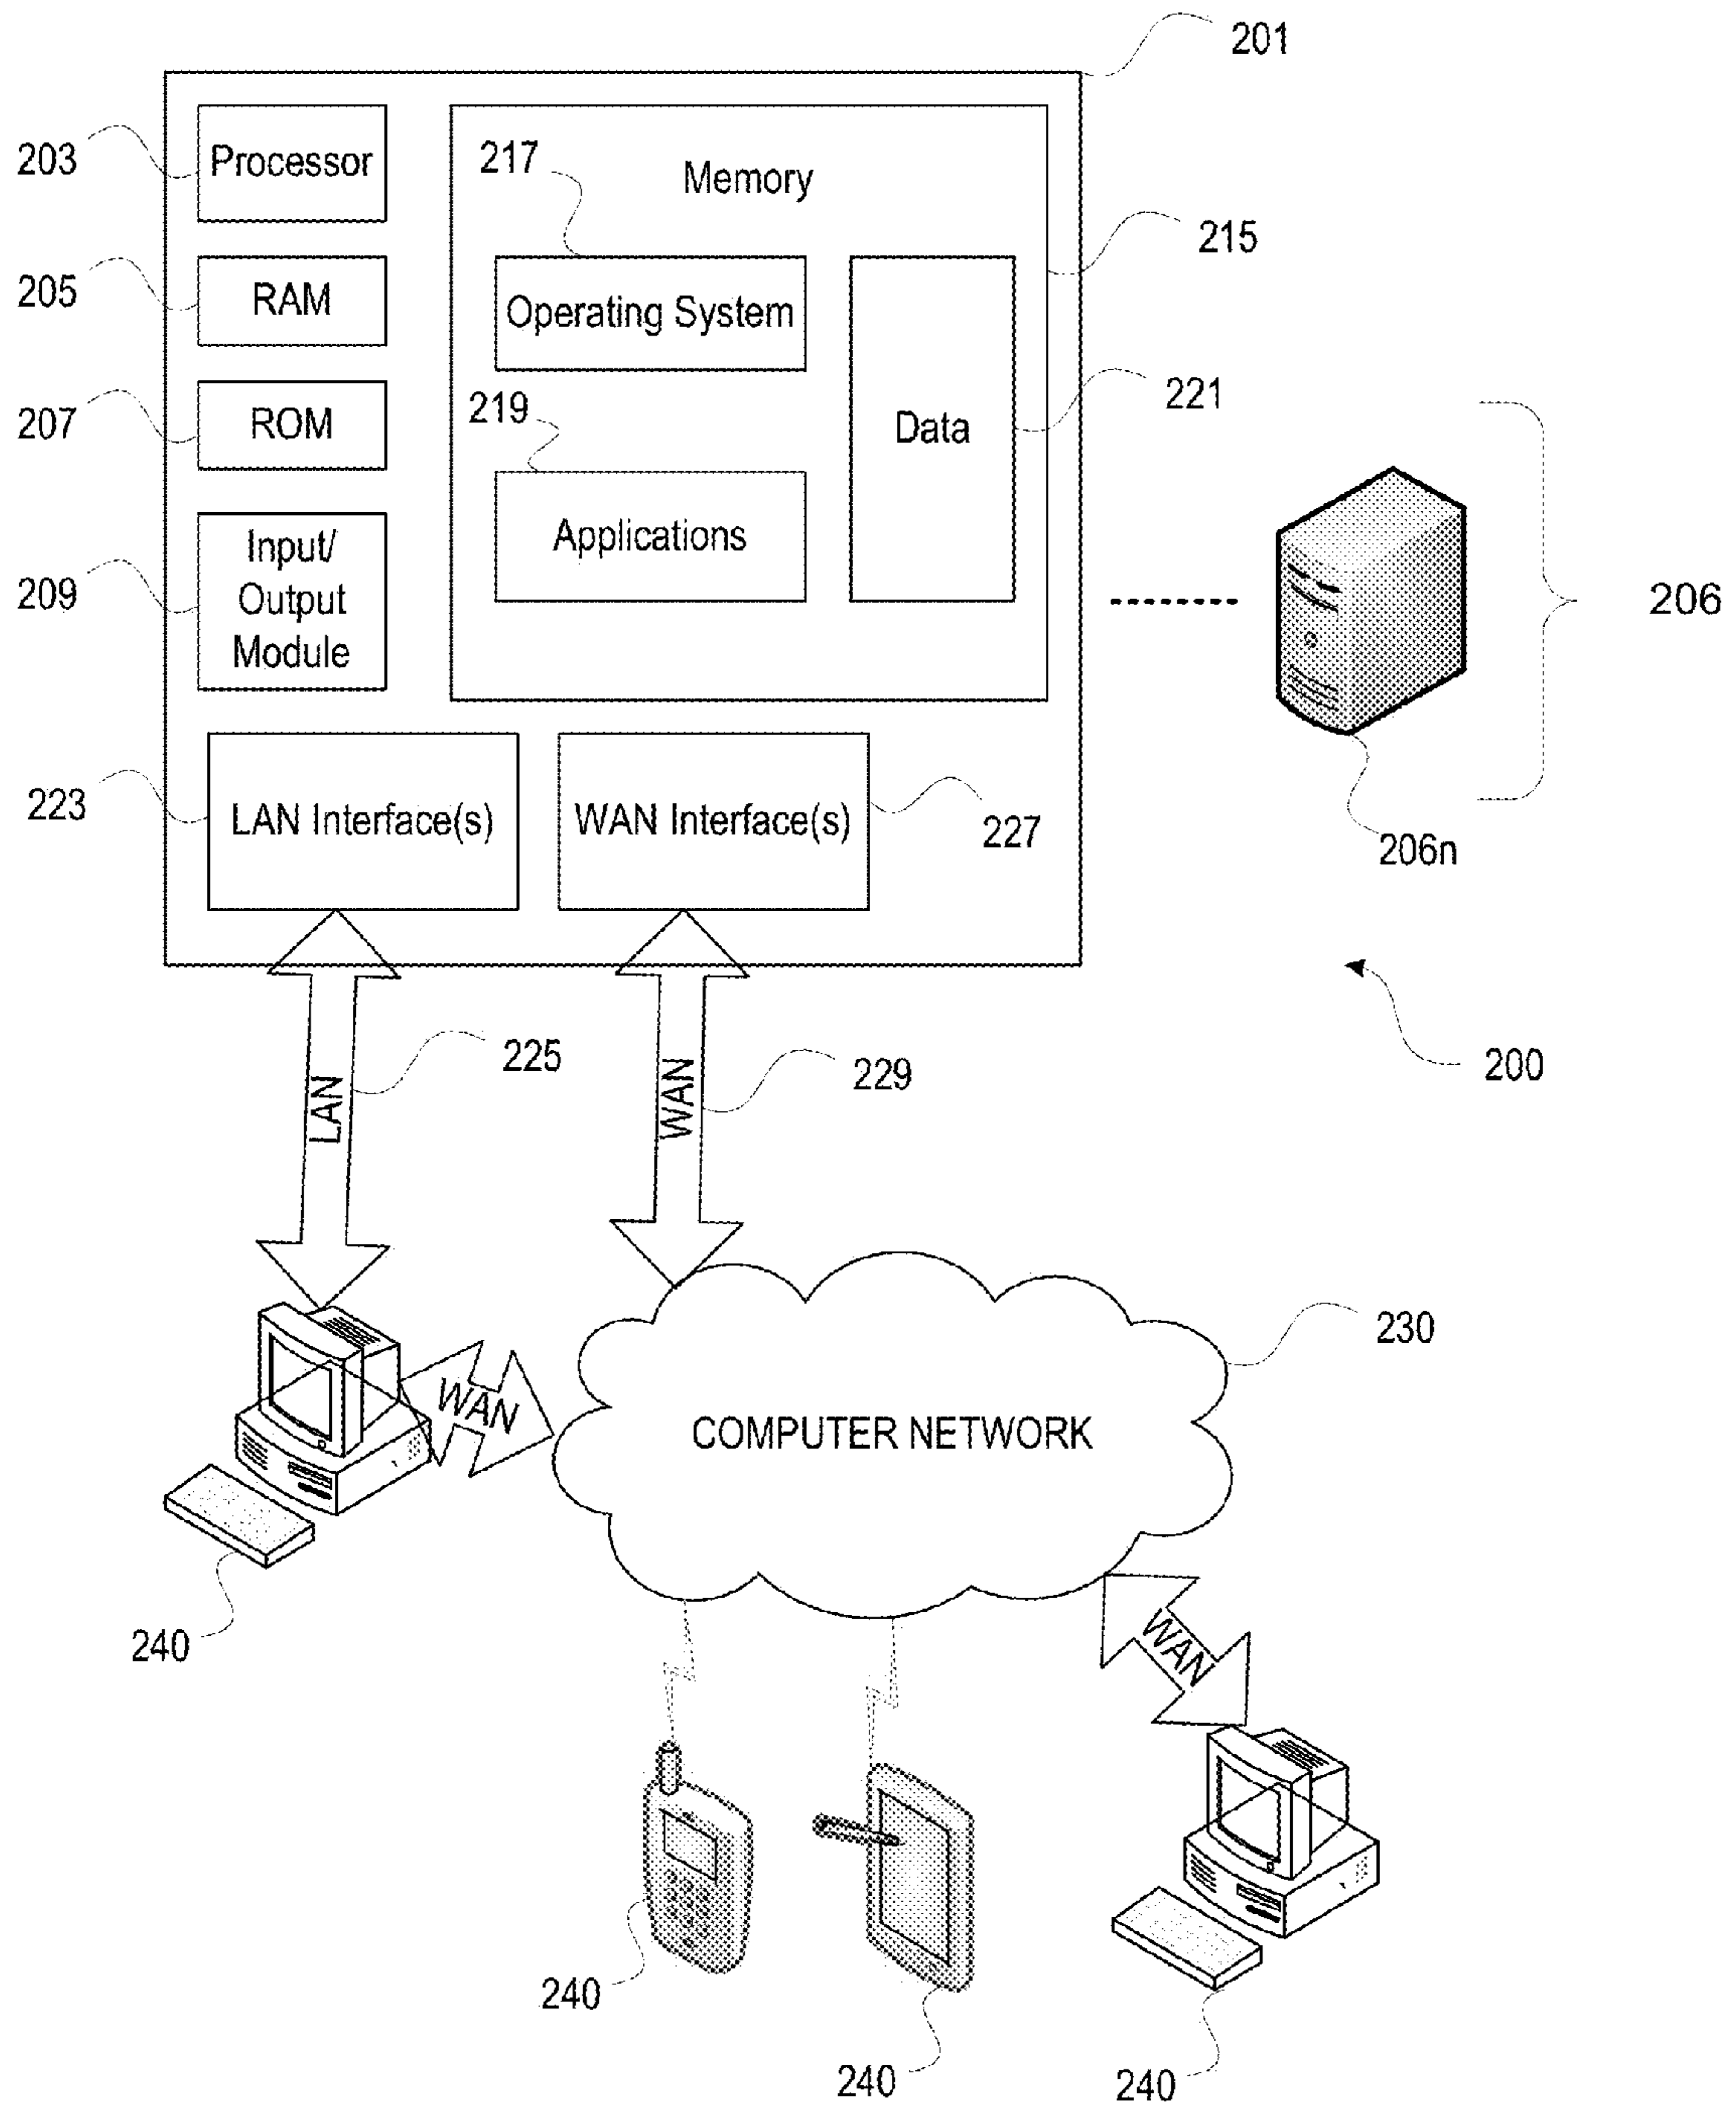 201
203
Processor
217
Memory
215
205
RAM
Operating System
221
207
ROM
219
Data
Input/
Output
Module
209
Applications
206
223
LAN Interface(s)
WAN Interface(s)
227
206n
225
LAN
229
WAN
200
230
WAN
COMPUTER NETWORK
240
WAN
240
240
240